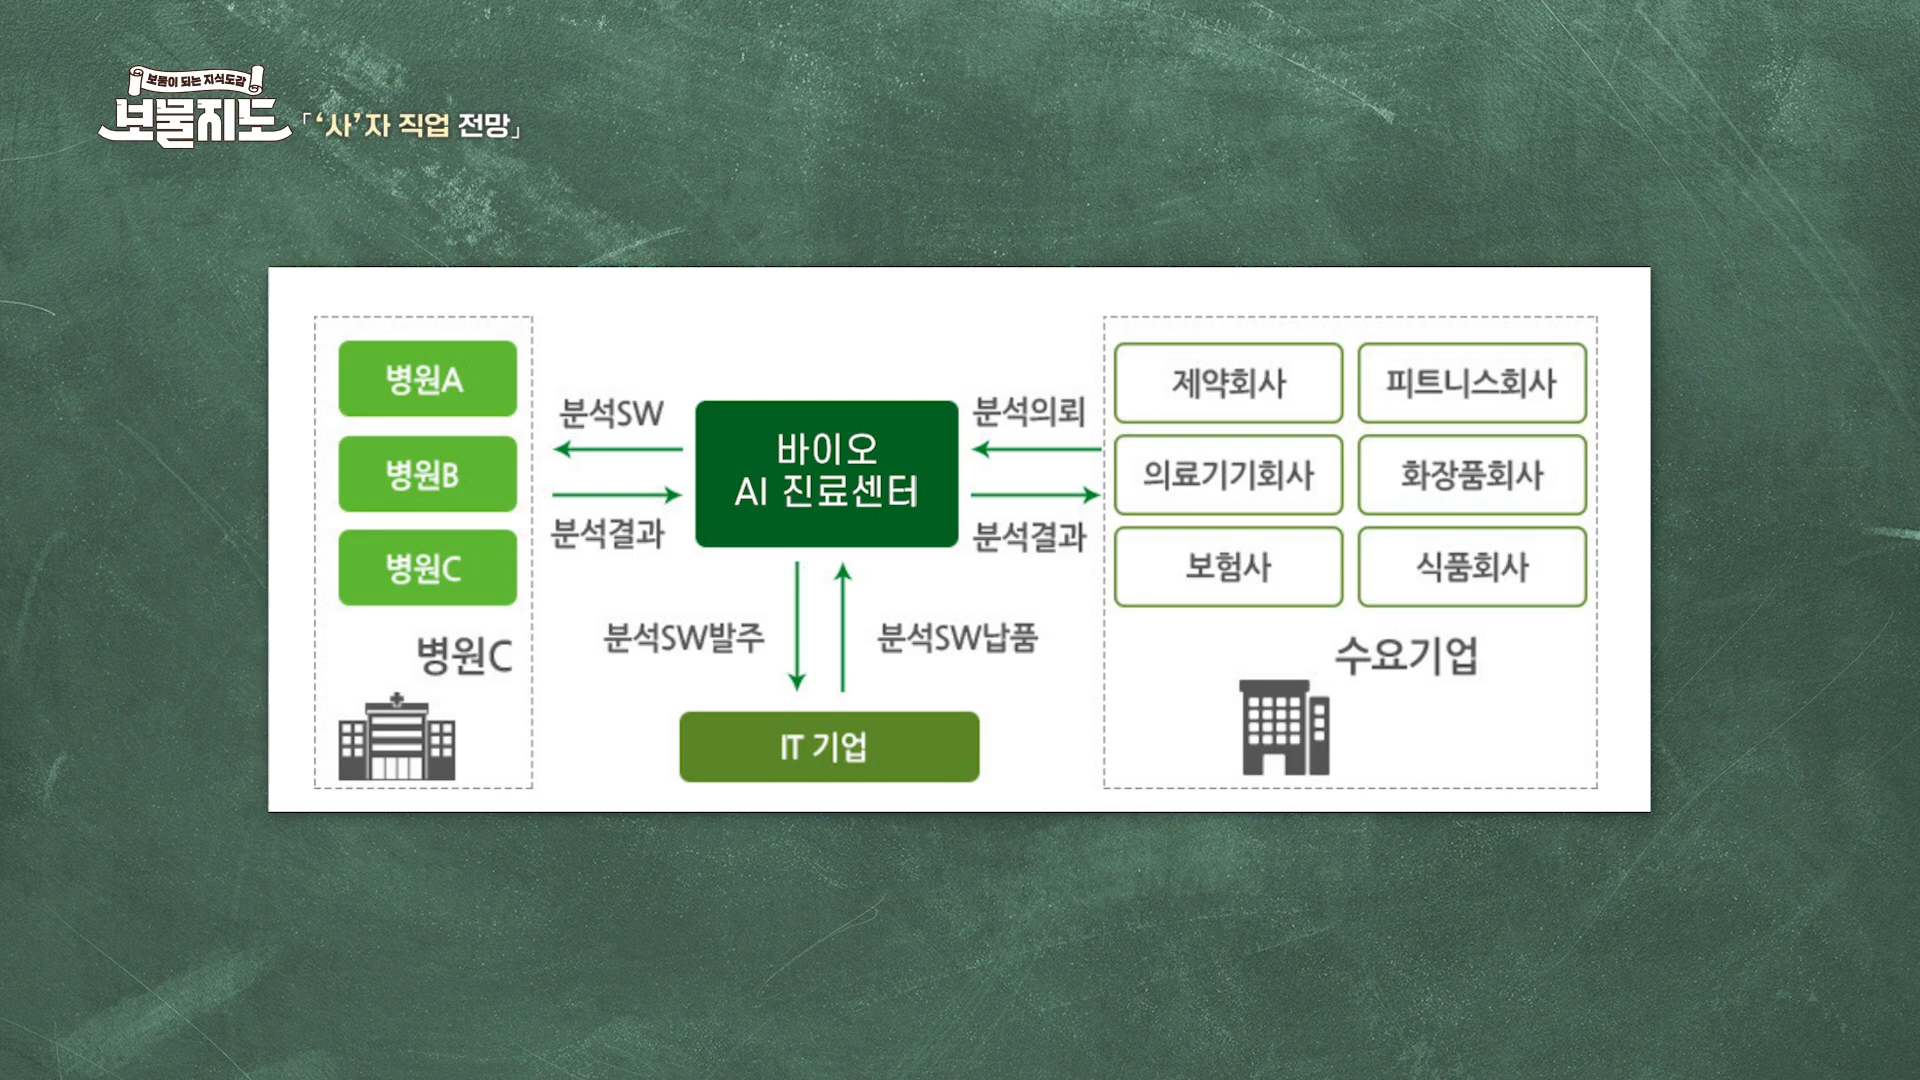 보물이 되는 지식도감
보물지도
「‘사’자 직업 전망」
병원A
병원B
병원C
병원C
분석SW
분석결과
바이오
AI 진료센터
분석의뢰
분석결과
분석SW발주
분석SW납품
IT 기업
제약회사
피트니스회사
의료기기회사
화장품회사
보험사
식품회사
수요기업